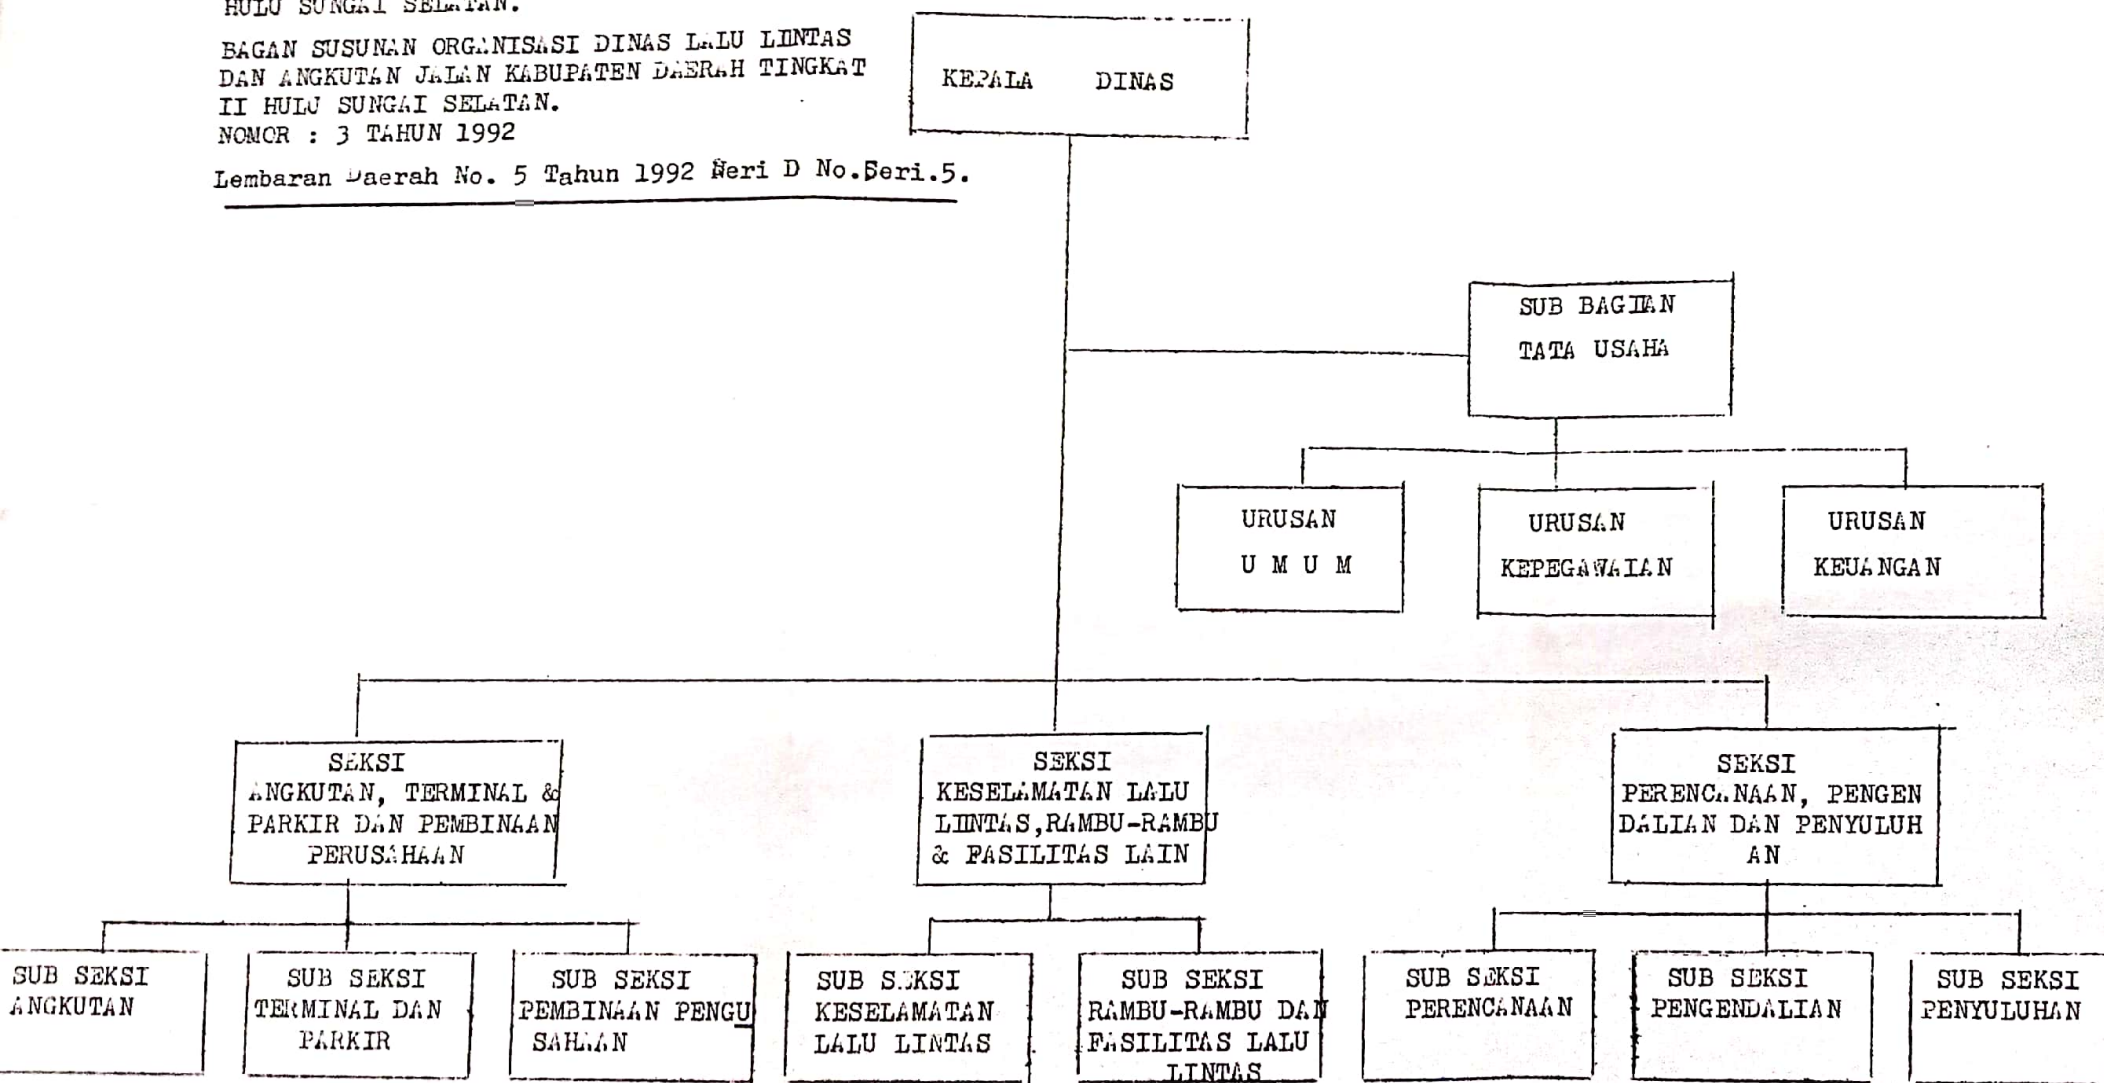 HULU SUNGAI SELATAN.
BAGAN SUSUNAN ORGANISASI DINAS LALU LINTAS
DAN ANGKUTAN JALAN KABUPATEN DAERAH TINGKAT
II HULU SUNGAI SELATAN.
NOMOR : 3 TAHUN 1992
Lembaran Daerah No. 5 Tahun 1992 Seri D No.Seri.5.
KEPALA DINAS
SUB BAGIAN
TATA USAHA
URUSAN
U M U M
URUSAN
KEPEGAWAIAN
URUSAN
KEUANGAN
SEKSI
ANGKUTAN, TERMINAL &
PARKIR DAN PEMBINAAN
PERUSAHAAN
SEKSI
KESELAMATAN LALU
LINTAS,RAMBU-RAMBU
& FASILITAS LAIN
SEKSI
PERENCANAAN, PENGEN
DALIAN DAN PENYULUH
AN
SUB SEKSI
ANGKUTAN
SUB SEKSI
TERMINAL DAN
PARKIR
SUB SEKSI
PEMBINAAN PENGU
SAHAAN
SUB SEKSI
KESELAMATAN
LALU LINTAS
SUB SEKSI
RAMBU-RAMBU DAN
FASILITAS LALU
LINTAS
SUB SEKSI
PERENCANAAN
SUB SEKSI
PENGENDALIAN
SUB SEKSI
PENYULUHAN